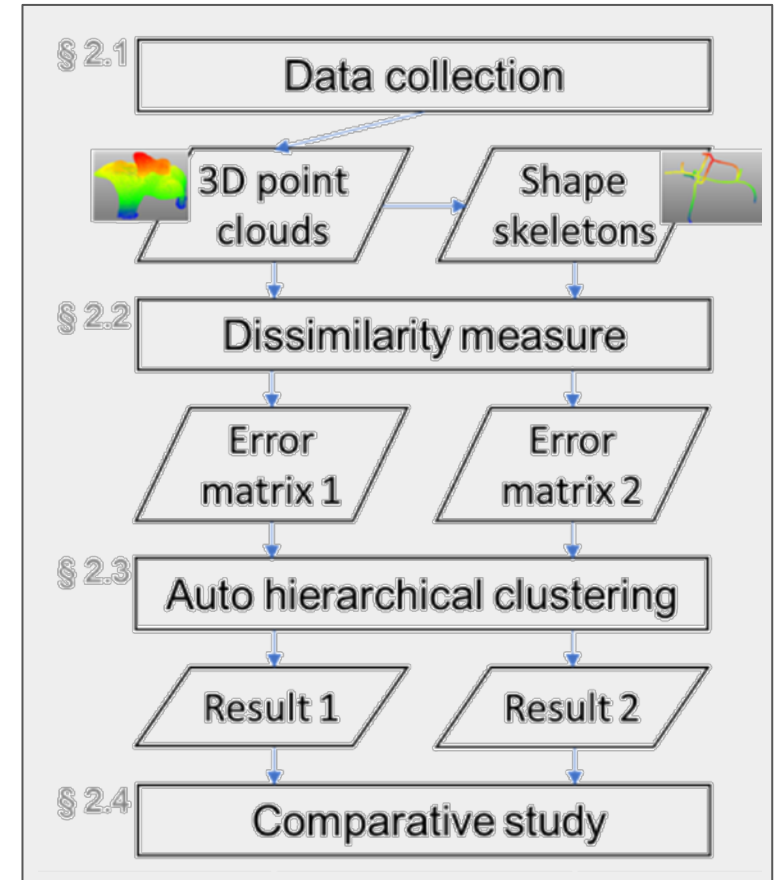 § 2.1
Data collection
3D point
clouds
Shape
skeletons
§ 2.2
Dissimilarity measure
Error
matrix 1
Error
matrix 2
§ 2.3
Auto hierarchical clustering
Result 1
Result 2
§ 2.4
Comparative study